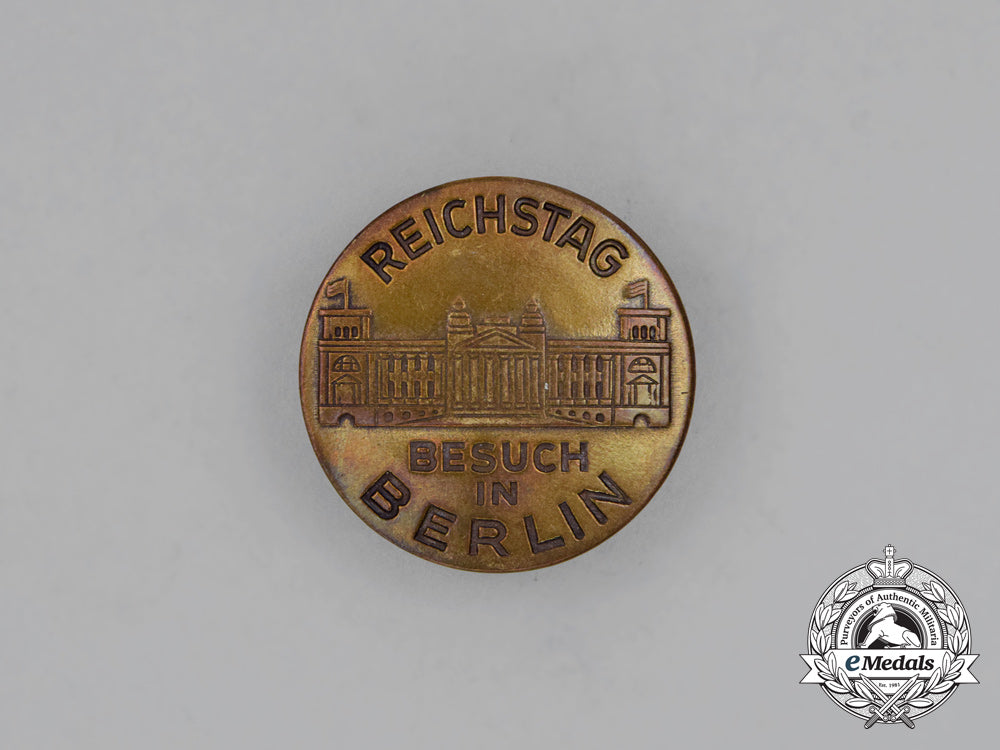 REICHSTAG
BESUCH
IN
BERLIN
Purveyors of Authentic Militaria
eMedals
Est. 1981